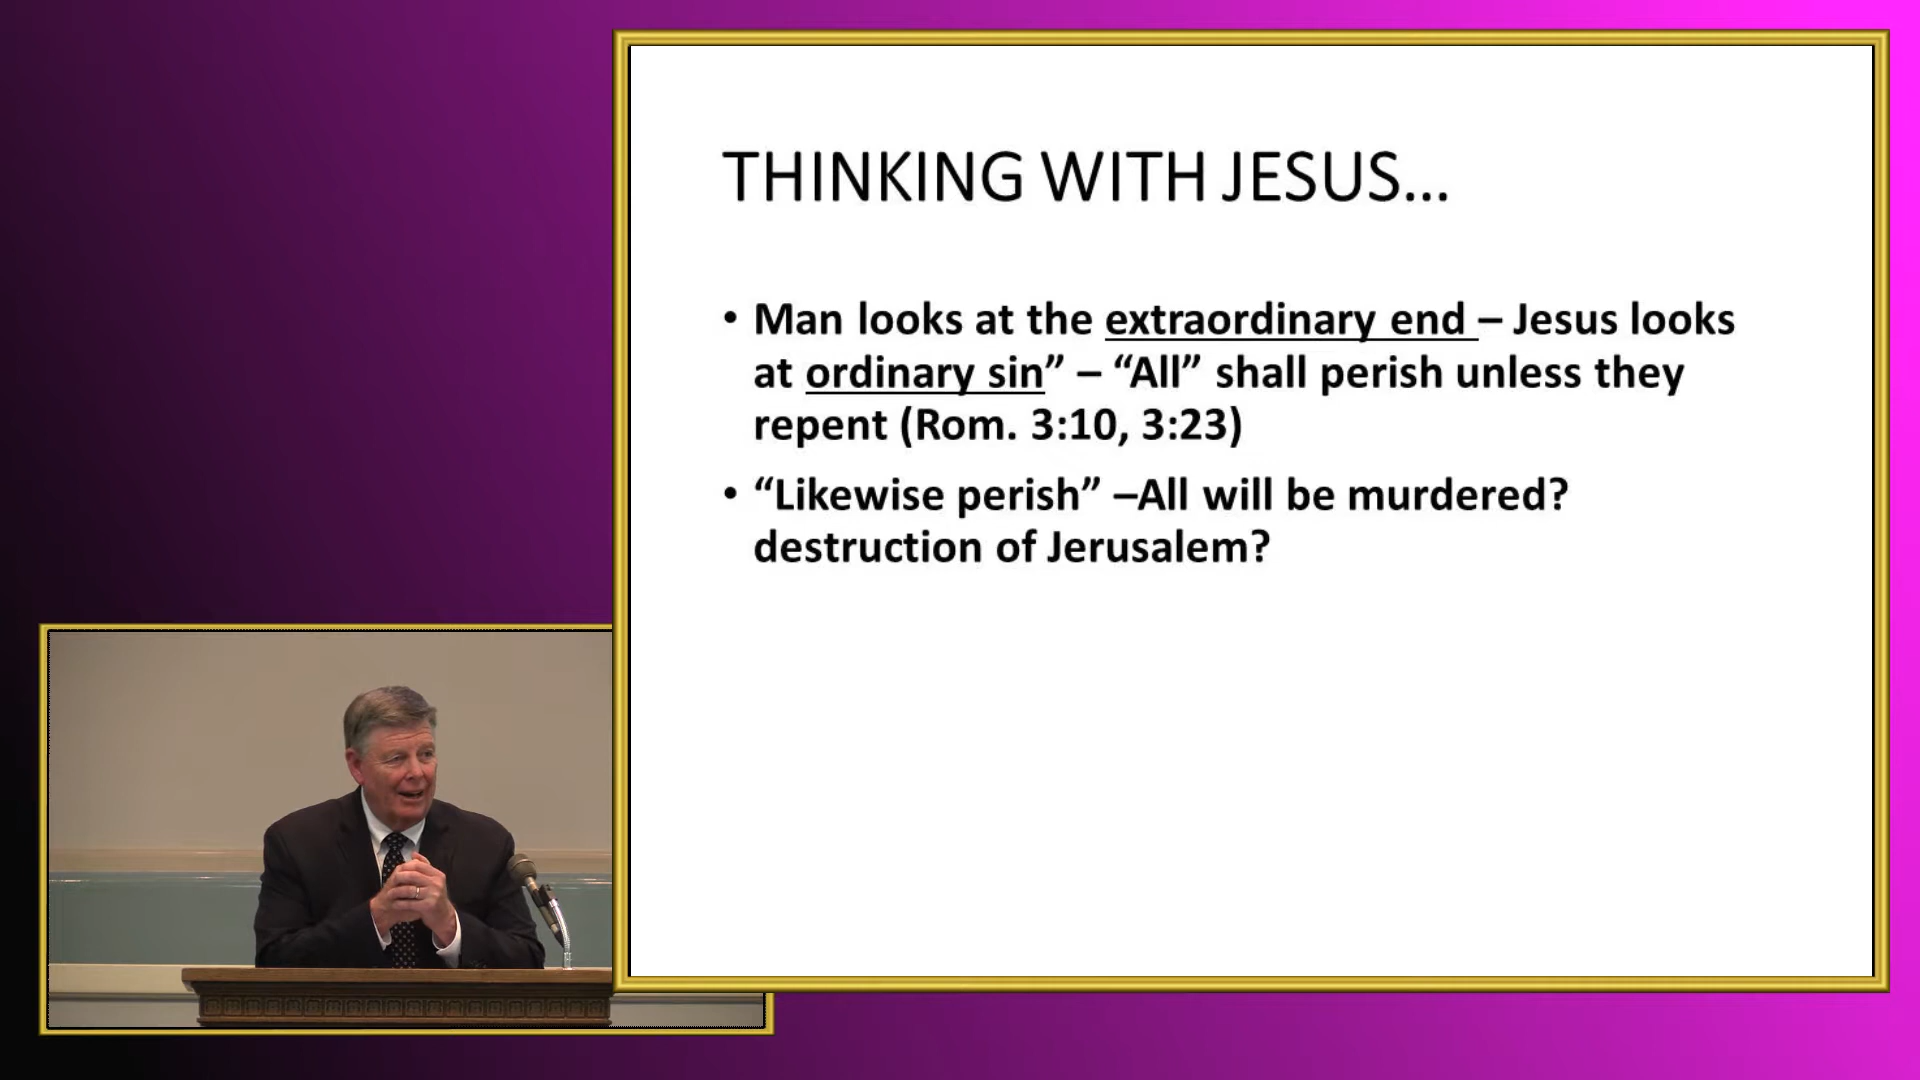 THINKING WITH JESUS...
• Man looks at the extraordinary end – Jesus looks
at ordinary sin” – “All” shall perish unless they
repent (Rom. 3:10, 3:23)
• “Likewise perish” –All will be murdered?
destruction of Jerusalem?